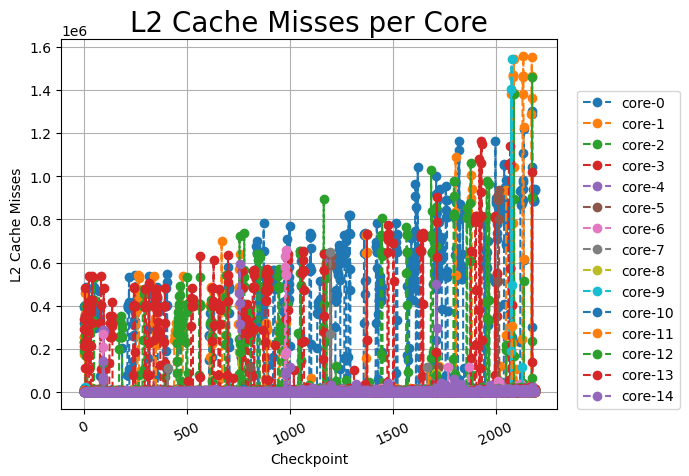 L2 Cache Misses per Core
1e6
1.6
1.4
1.2
1.0
0.8
0.6
0.4
0.2
0.0
L2 Cache Misses
0
500
1000
1500
2000
Checkpoint
core-0
core-1
core-2
core-3
core-4
core-5
core-6
core-7
core-8
core-9
core-10
core-11
core-12
core-13
core-14